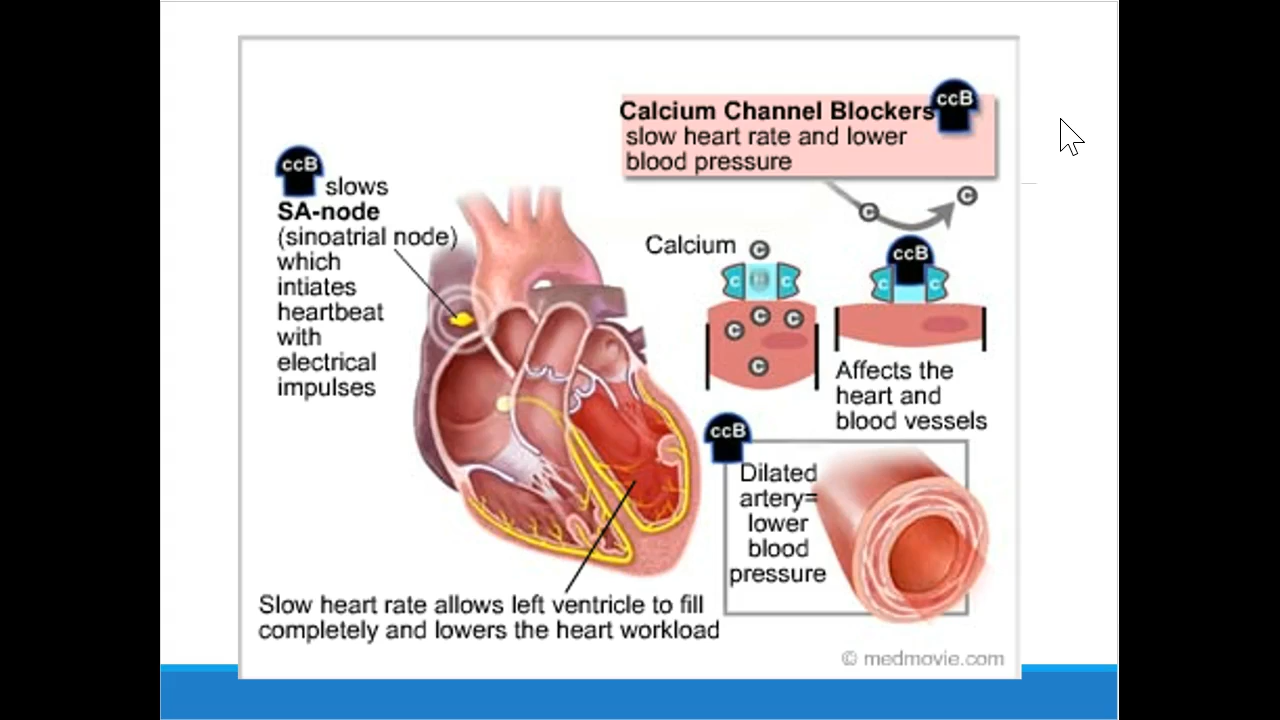 Calcium Channel Blockers
ccB
slow heart rate and lower
blood pressure
ccB
slows
SA-node
(sinoatrial node)
which
intiates
heartbeat
with
electrical
impulses
C
C
Calcium
C
C
C
C
C
C
C
C
ccB
C
C
Affects the
heart and
blood vessels
ccB
Dilated
artery=
lower
blood
pressure
Slow heart rate allows left ventricle to fill
completely and lowers the heart workload
© medmovie.com